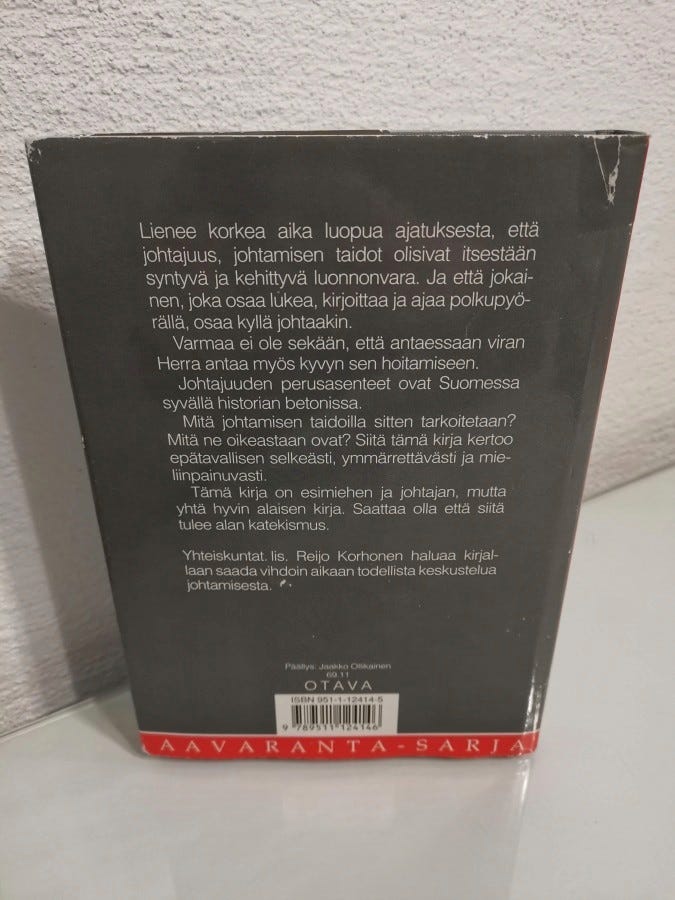 Lienee korkea aika luopua ajatuksesta, että
johtajuus, johtamisen taidot olisivat itsestään
syntyvä ja kehittyvä luonnonvara. Ja että jokai-
nen, joka osaa lukea, kirjoittaa ja ajaa polkupyö-
rällä, osaa kyllä johtaakin.
Varmaa ei ole sekään, että antaessaan viran
Herra antaa myös kyvyn sen hoitamiseen.
Johtajuuden perusasenteet ovat Suomessa
syvällä historian betonissa.
Mitä johtamisen taidoilla sitten tarkoitetaan?
Mitä ne oikeastaan ovat? Siitä tämä kirja kertoo
epätavallisen selkeästi, ymmärrettävästi ja mie-
liinpainuvasti.
Tämä kirja on esimiehen ja johtajan, mutta
yhtä hyvin alaisen kirja. Saattaa olla että siitä
tulee alan katekismus.
Yhteiskuntat. lis. Reijo Korhonen haluaa kirjal-
laan saada vihdoin aikaan todellista keskustelua
johtamisesta.
Päällys: Jaakko Ollikainen
69.11
OTAVA
ISBN 951-1-12414-5
9 789511 124146
AAVARANTA-SARJA